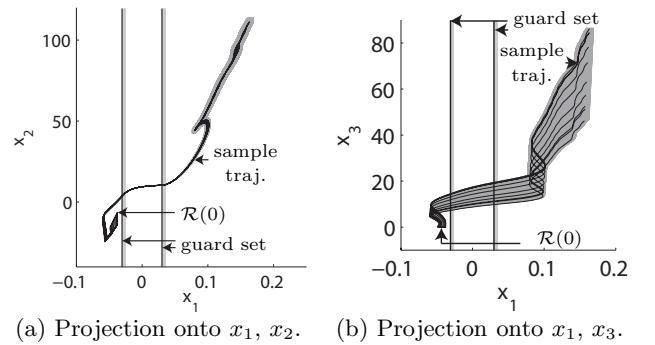 100
50
0
x2
sample
traj.
R(0)
guard set
-0.1
0
0.1
0.2
x1
(a) Projection onto x1, x2.
80
60
40
20
0
x3
guard set
sample
traj.
R(0)
−0.1
0
0.1
0.2
x1
(b) Projection onto x1, x3.